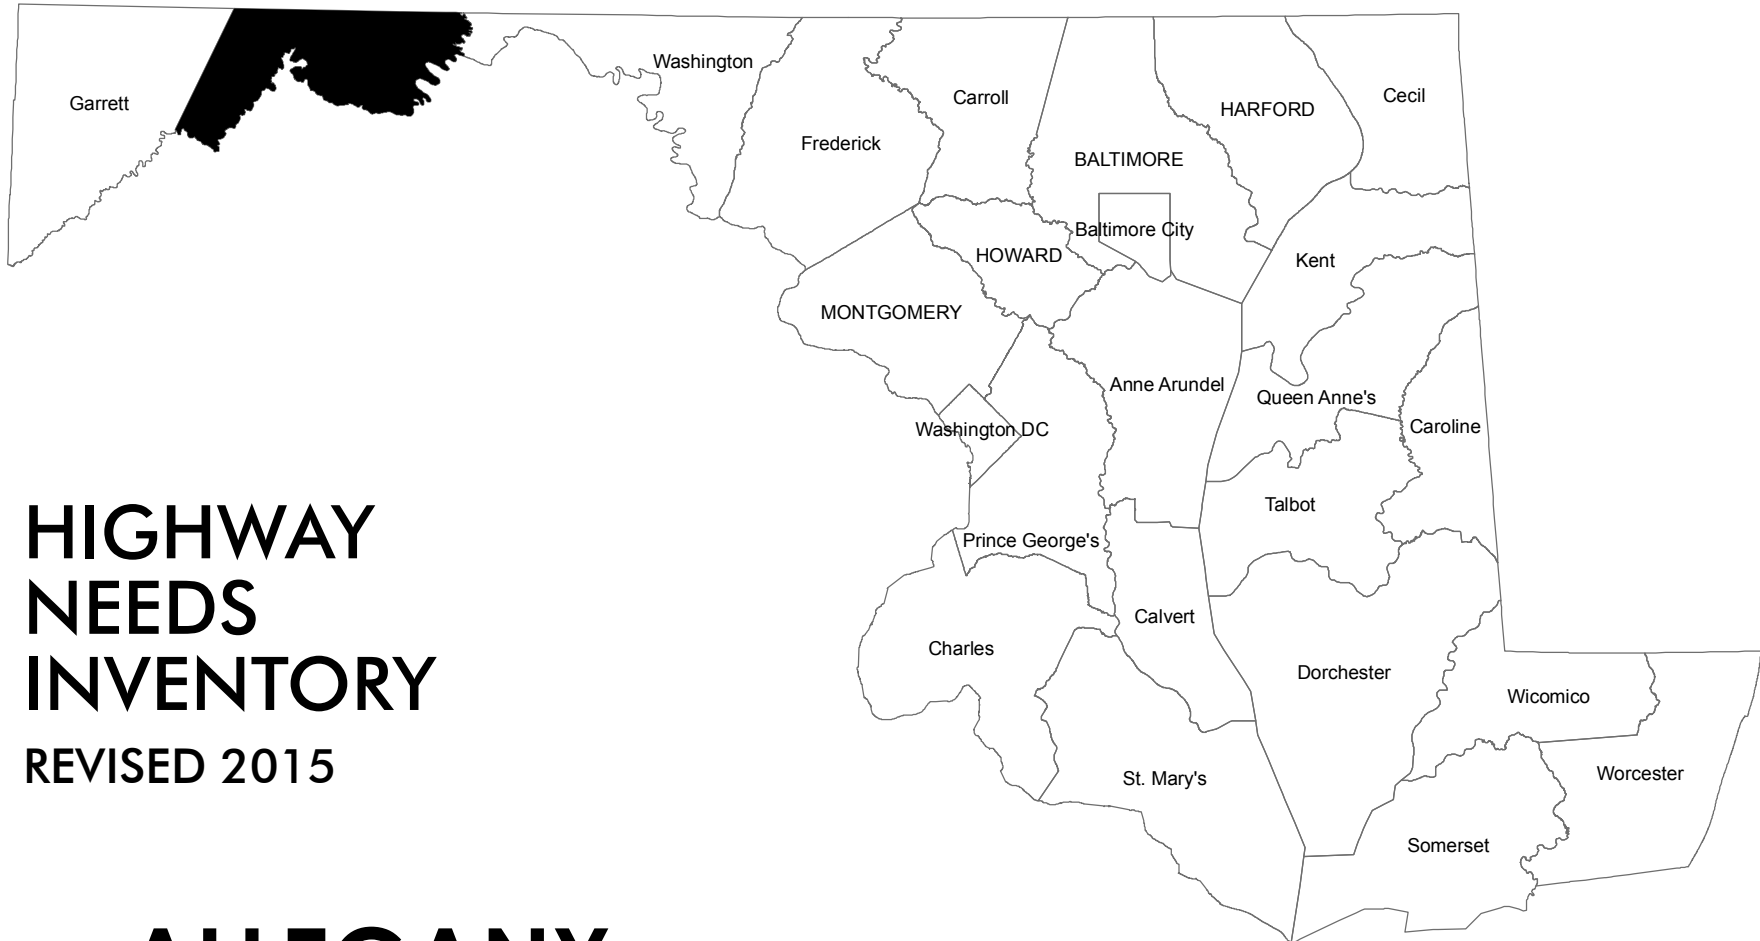 Garrett
Washington
Frederick
Carroll
BALTIMORE
HARFORD
Cecil
Baltimore City
HOWARD
Kent
MONTGOMERY
Anne Arundel
Queen Anne's
Caroline
Washington DC
Talbot
Prince George's
Calvert
Charles
Dorchester
Wicomico
St. Mary's
Worcester
Somerset
HIGHWAY
NEEDS
INVENTORY
REVISED 2015
ALLEGANY